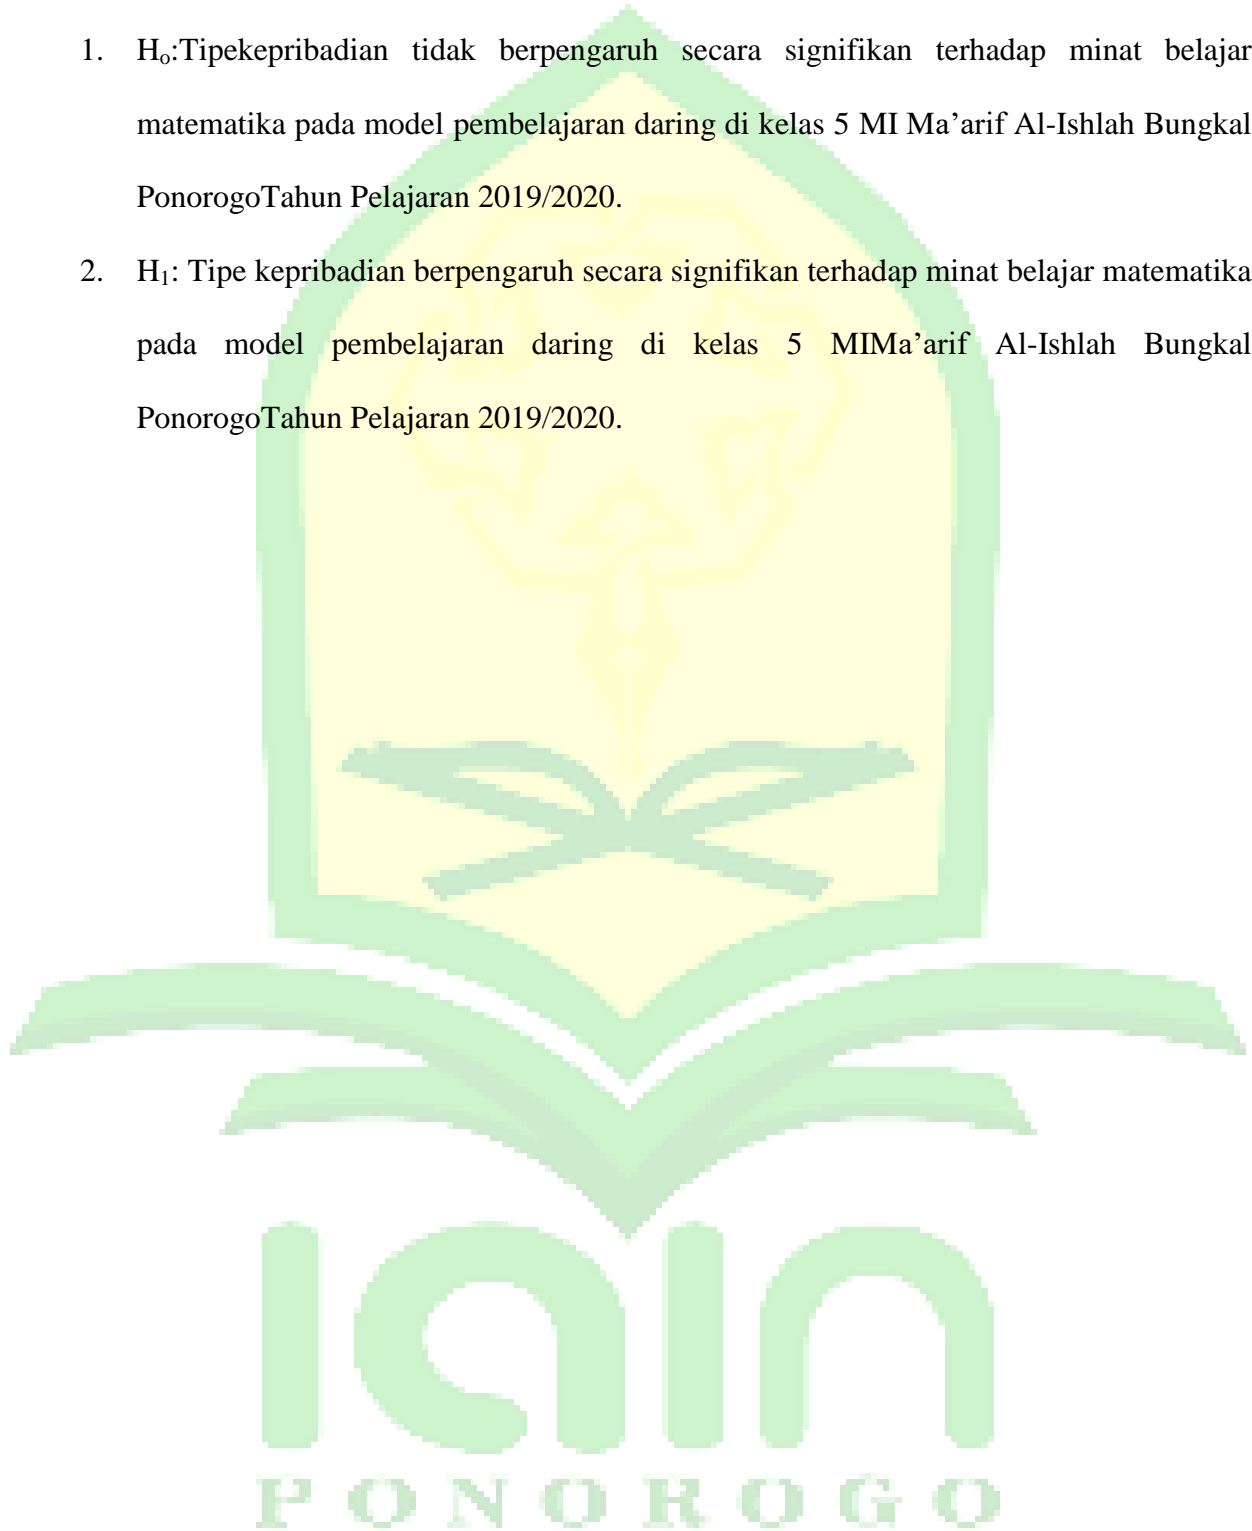 1. Ho:Tipekepribadian tidak berpengaruh secara signifikan terhadap minat belajar
matematika pada model pembelajaran daring di kelas 5 MI Ma’arif Al-Ishlah Bungkal
PonorogoTahun Pelajaran 2019/2020.
2. H1: Tipe kepribadian berpengaruh secara signifikan terhadap minat belajar matematika
pada model pembelajaran daring di kelas 5 MIMa’arif Al-Ishlah Bungkal
PonorogoTahun Pelajaran 2019/2020.
iain
PONOROGO